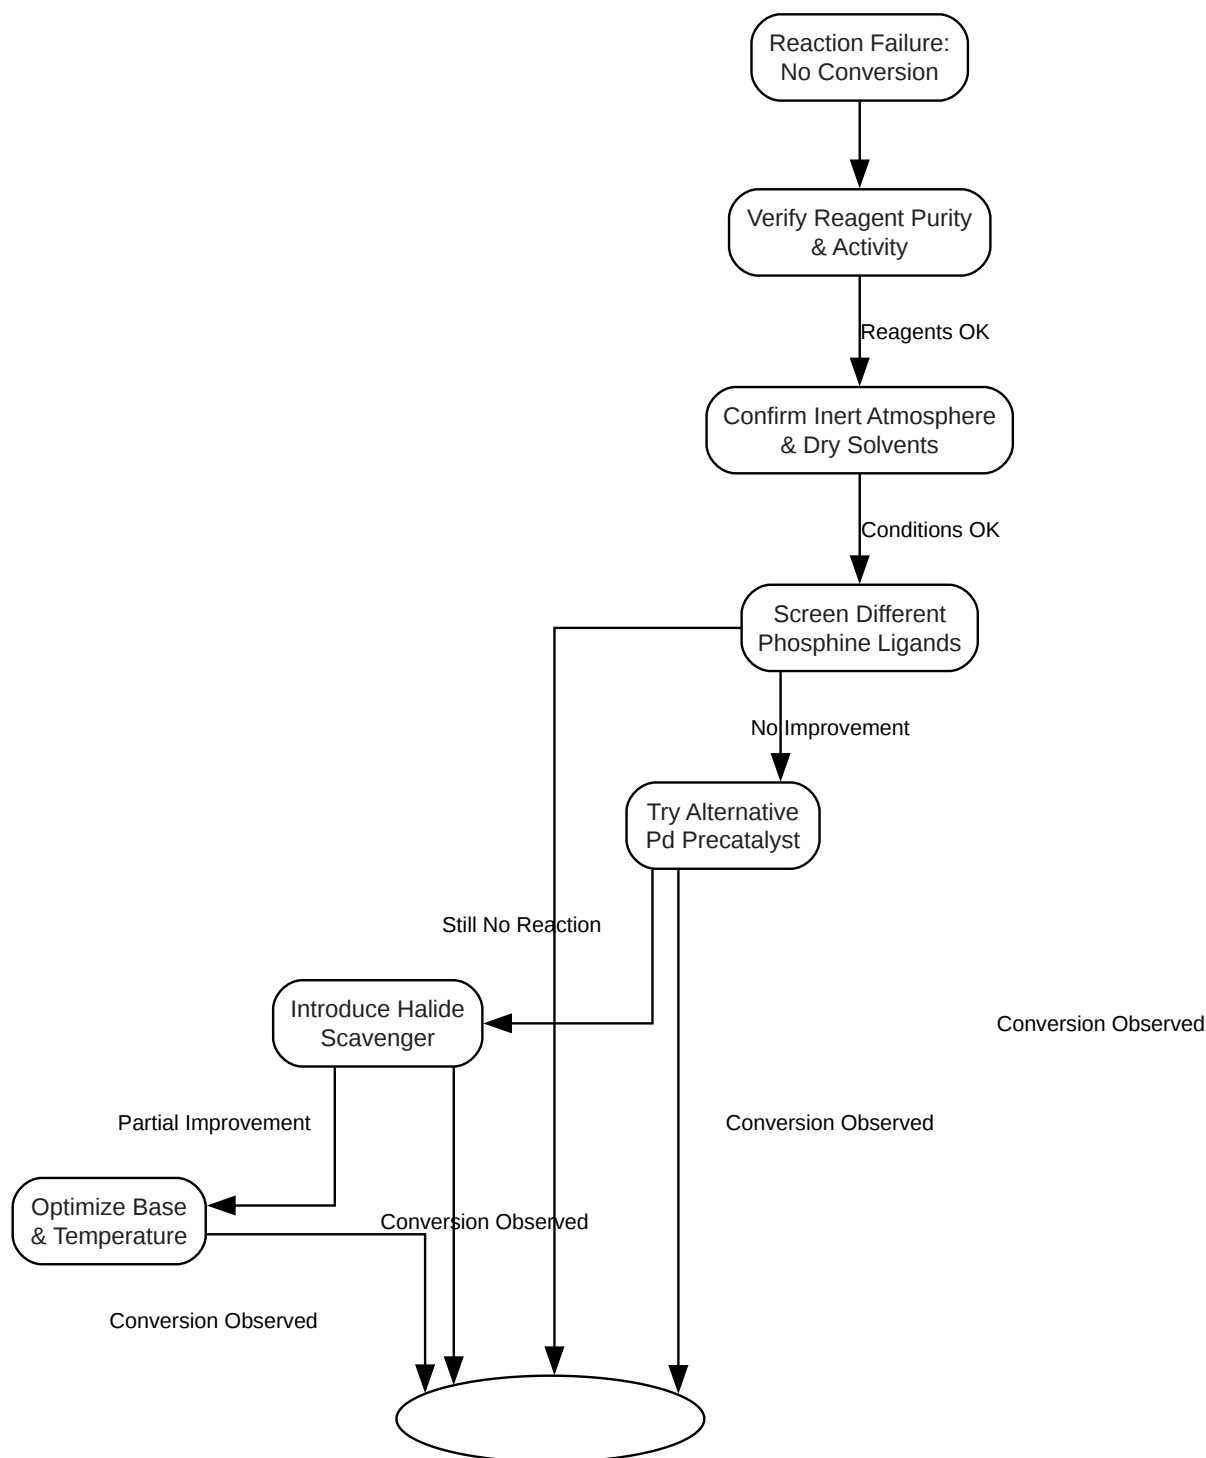 Reaction Failure:
No Conversion
Verify Reagent Purity
& Activity
Reagents OK
Confirm Inert Atmosphere
& Dry Solvents
Conditions OK
Screen Different
Phosphine Ligands
No Improvement
Try Alternative
Pd Precatalyst
Still No Reaction
Introduce Halide
Scavenger
Conversion Observed
Partial Improvement
Conversion Observed
Optimize Base
& Temperature
Conversion Observed
Conversion Observed